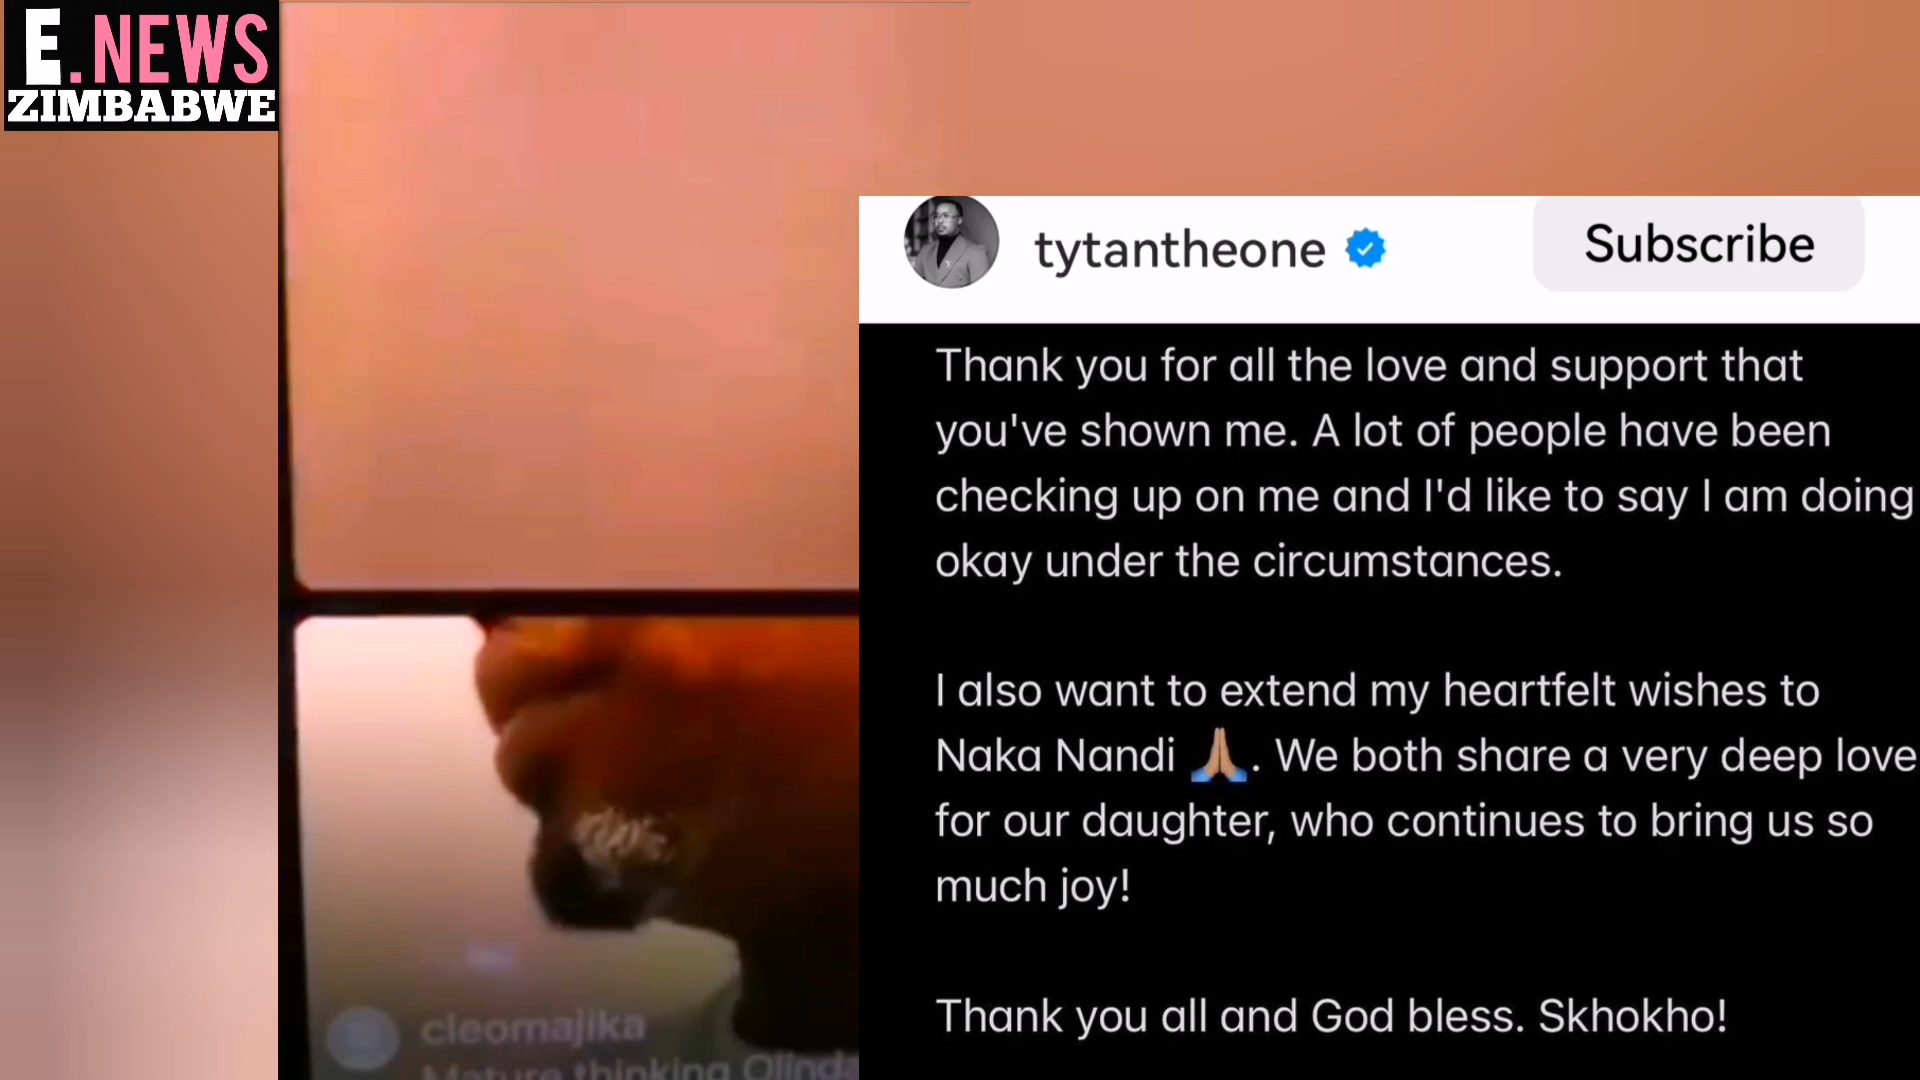 E.NEWS
ZIMBABWE
tytantheone
Subscribe
Thank you for all the love and support that
you've shown me. A lot of people have been
checking up on me and I'd like to say I am doing
okay under the circumstances.
I also want to extend my heartfelt wishes to
Naka Nandi 🙏🏽. We both share a very deep love
for our daughter, who continues to bring us so
much joy!
Thank you all and God bless. Skhokho!
cleomajika
Mature thinking Olinda